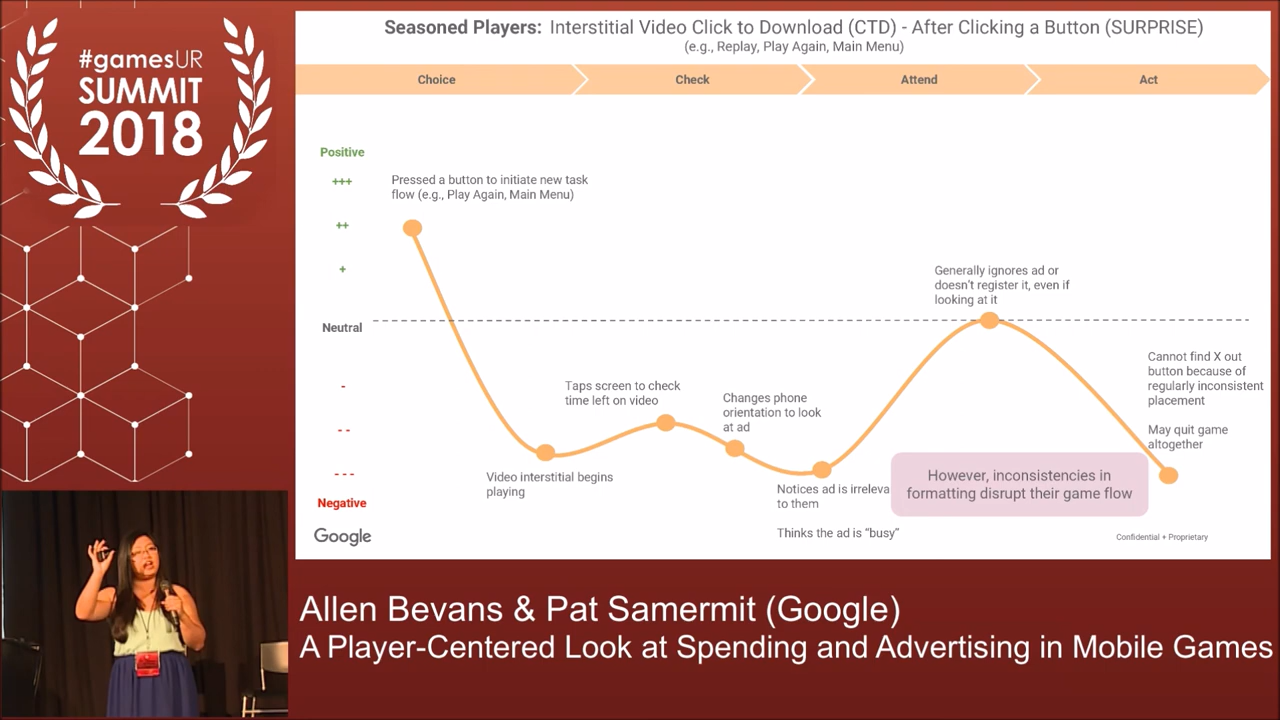 #gamesUR
SUMMIT
2018
Seasoned Players: Interstitial Video Click to Download (CTD) - After Clicking a Button (SURPRISE)
(e.g., Replay, Play Again, Main Menu)
Choice
Check
Attend
Act
Positive
+++
++
+
Neutral
-
- -
- - -
Negative
Pressed a button to initiate new task
flow (e.g., Play Again, Main Menu)
Video interstitial begins
playing
Taps screen to check
time left on video
Changes phone
orientation to look
at ad
Notices ad is irreleva
to them
Thinks the ad is “busy”
Generally ignores ad or
doesn’t register it, even if
looking at it
Cannot find X out
button because of
regularly inconsistent
placement
May quit game
altogether
However, inconsistencies in
formatting disrupt their game flow
Google
Confidential + Proprietary
Allen Bevans & Pat Samermit (Google)
A Player-Centered Look at Spending and Advertising in Mobile Games